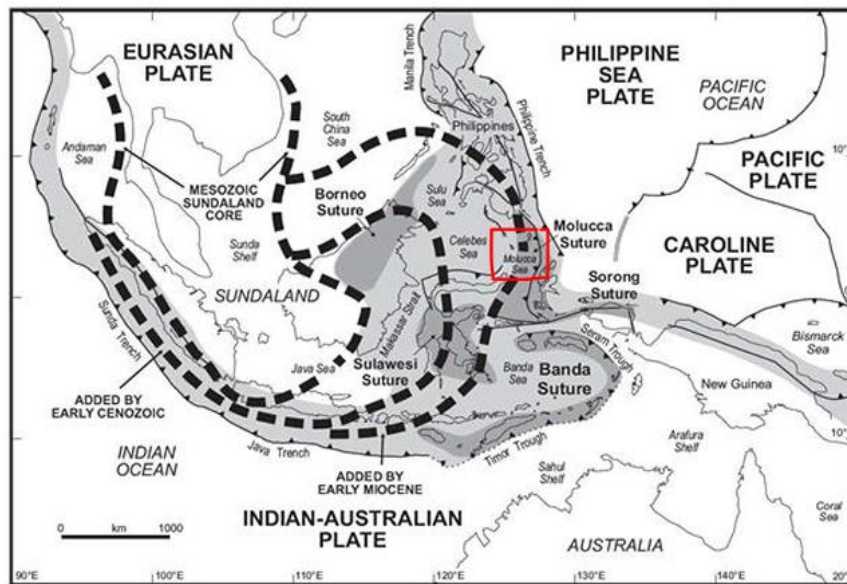 EURASIAN
PLATE
PHILIPPINE
SEA
PLATE
PACIFIC
OCEAN
Manila Trench
Philippine Trench
South
China
Sea
Philippines
Andaman
Sea
10°
PACIFIC
PLATE
MESOZOIC
SUNDALAND
CORE
Borneo
Suture
Sulu
Sea
Molucca
Suture
CAROLINE
PLATE
Celebes
Sea
Molucca
Sea
Sunda
Shelf
SUNDALAND
Makassar Strait
Sorong
Suture
Bismarck
Sea
Sunda Trench
Java Sea
Sulawesi
Suture
Banda
Sea
Banda
Suture
Seram Trough
New Guinea
ADDED BY
EARLY CENOZOIC
INDIAN
OCEAN
Java Trench
ADDED BY
EARLY MIOCENE
Timor Trough
Sahul
Shelf
Arafura
Shelf
10°
Coral
Sea
0 km 1000
INDIAN-AUSTRALIAN
PLATE
AUSTRALIA
90°E 100°E 110°E 120°E 130°E 140°E